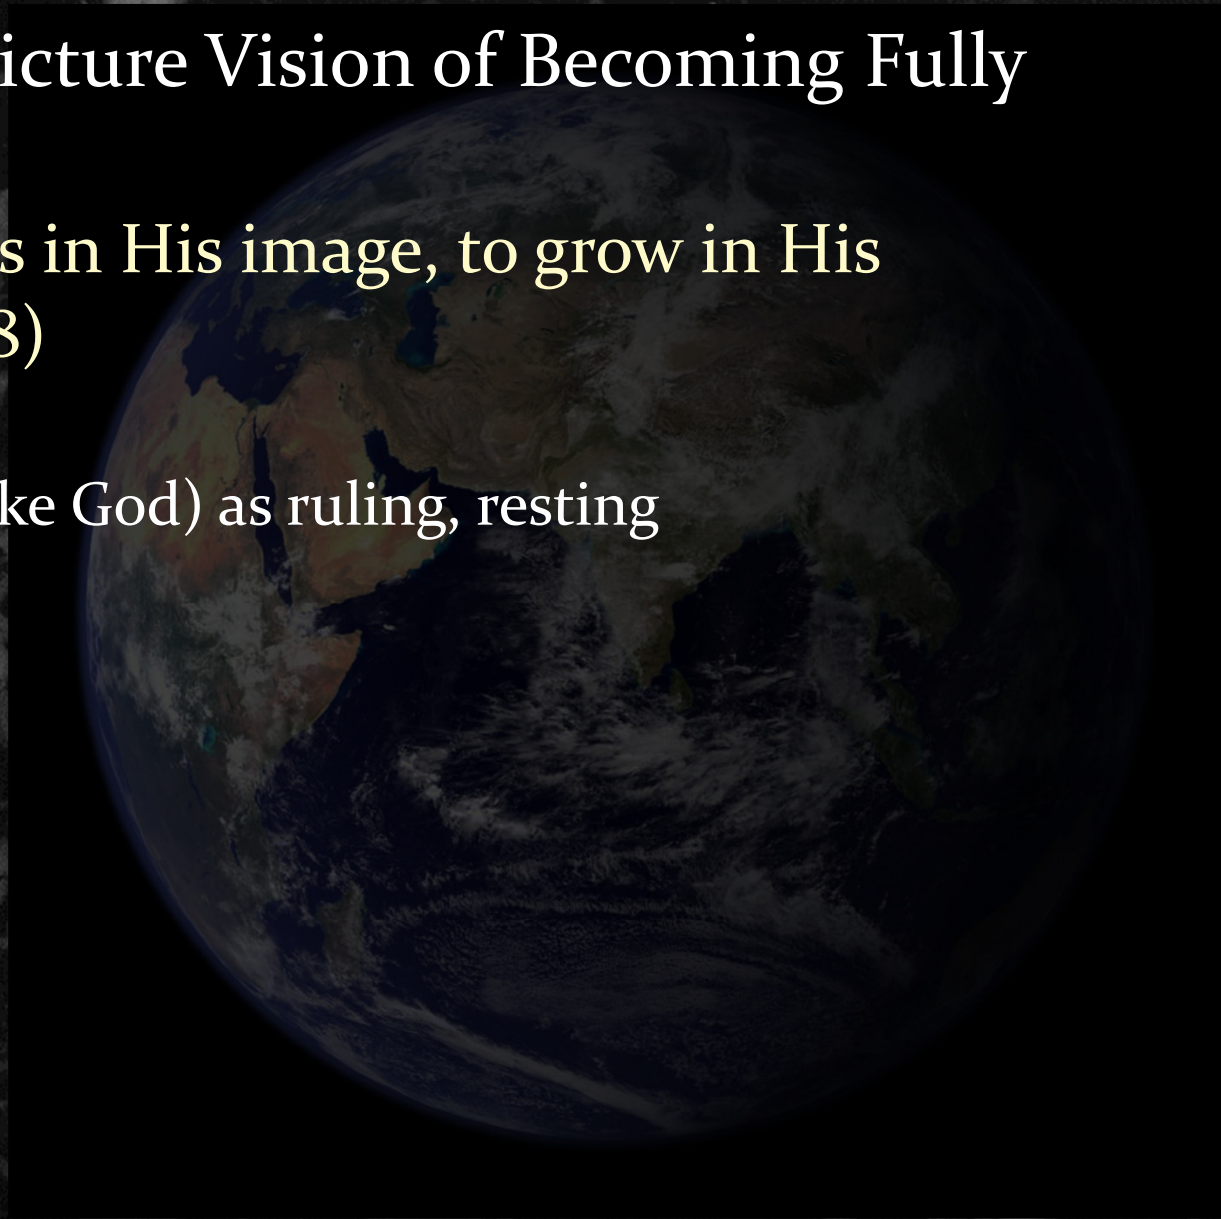 icture Vision of Becoming Fully
s in His image, to grow in His
8)
ke God) as ruling, resting